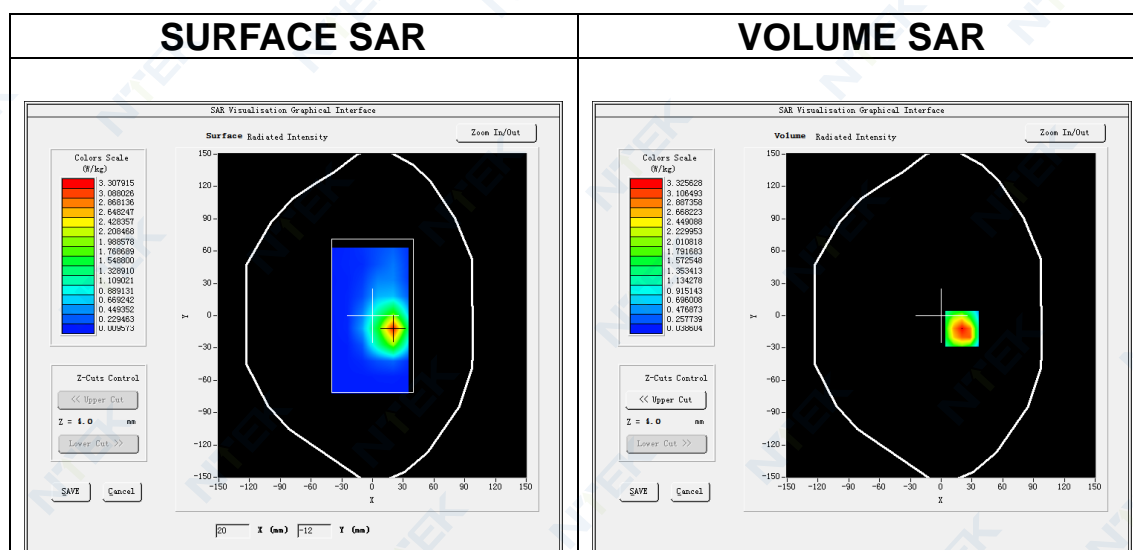 SURFACE SAR
VOLUME SAR
SAR Visualisation Graphical Interface
Surface Radiated Intensity
Zoom In/Out
Colors Scale
(W/kg)
3.307915
3.088026
2.868136
2.648247
2.428357
2.208468
1.988578
1.768689
1.548800
1.328910
1.109021
0.889131
0.669242
0.449352
0.229463
0.009573
150
120
90
60
30
0
-30
-60
-90
-120
-150
Y
-150 -120 -90 -60 -30 0 30 60 90 120 150
X
Z-Cuts Control
<< Upper Cut
Z = 4.0 mm
Lower Cut >>
SAVE Cancel
20 X (mm) -12 Y (mm)
SAR Visualisation Graphical Interface
Volume Radiated Intensity
Zoom In/Out
Colors Scale
(W/kg)
3.325628
3.106493
2.887358
2.668223
2.449088
2.229953
2.010818
1.791683
1.572548
1.353413
1.134278
0.915143
0.696008
0.476873
0.257739
0.038604
150
120
90
60
30
0
-30
-60
-90
-120
-150
Y
-150 -120 -90 -60 -30 0 30 60 90 120 150
X
Z-Cuts Control
<< Upper Cut
Z = 4.0 mm
Lower Cut >>
SAVE Cancel
NTEK